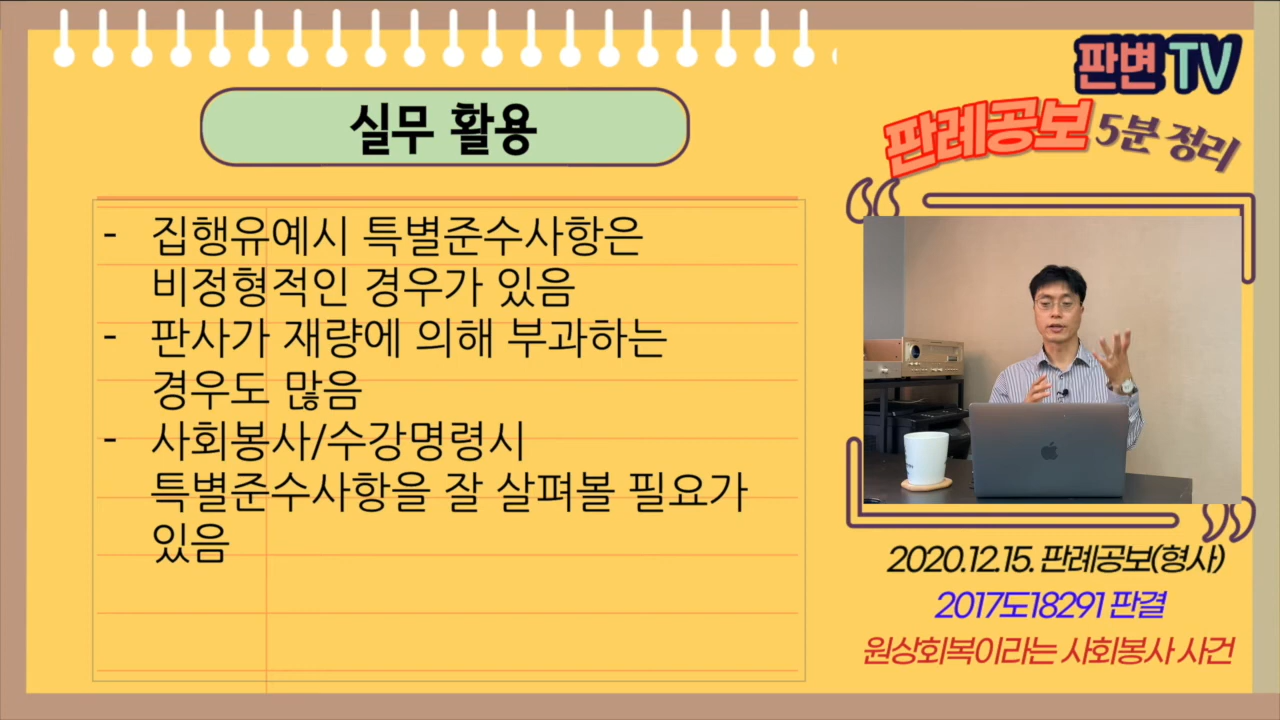 판변 TV
판례공보 5분 정리
실무 활용
- 집행유예시 특별준수사항은
비정형적인 경우가 있음
- 판사가 재량에 의해 부과하는
경우도 많음
- 사회봉사/수강명령시
특별준수사항을 잘 살펴볼 필요가
있음
2020.12.15. 판례공보(형사)
2017도18291 판결
원상회복이라는 사회봉사 사건